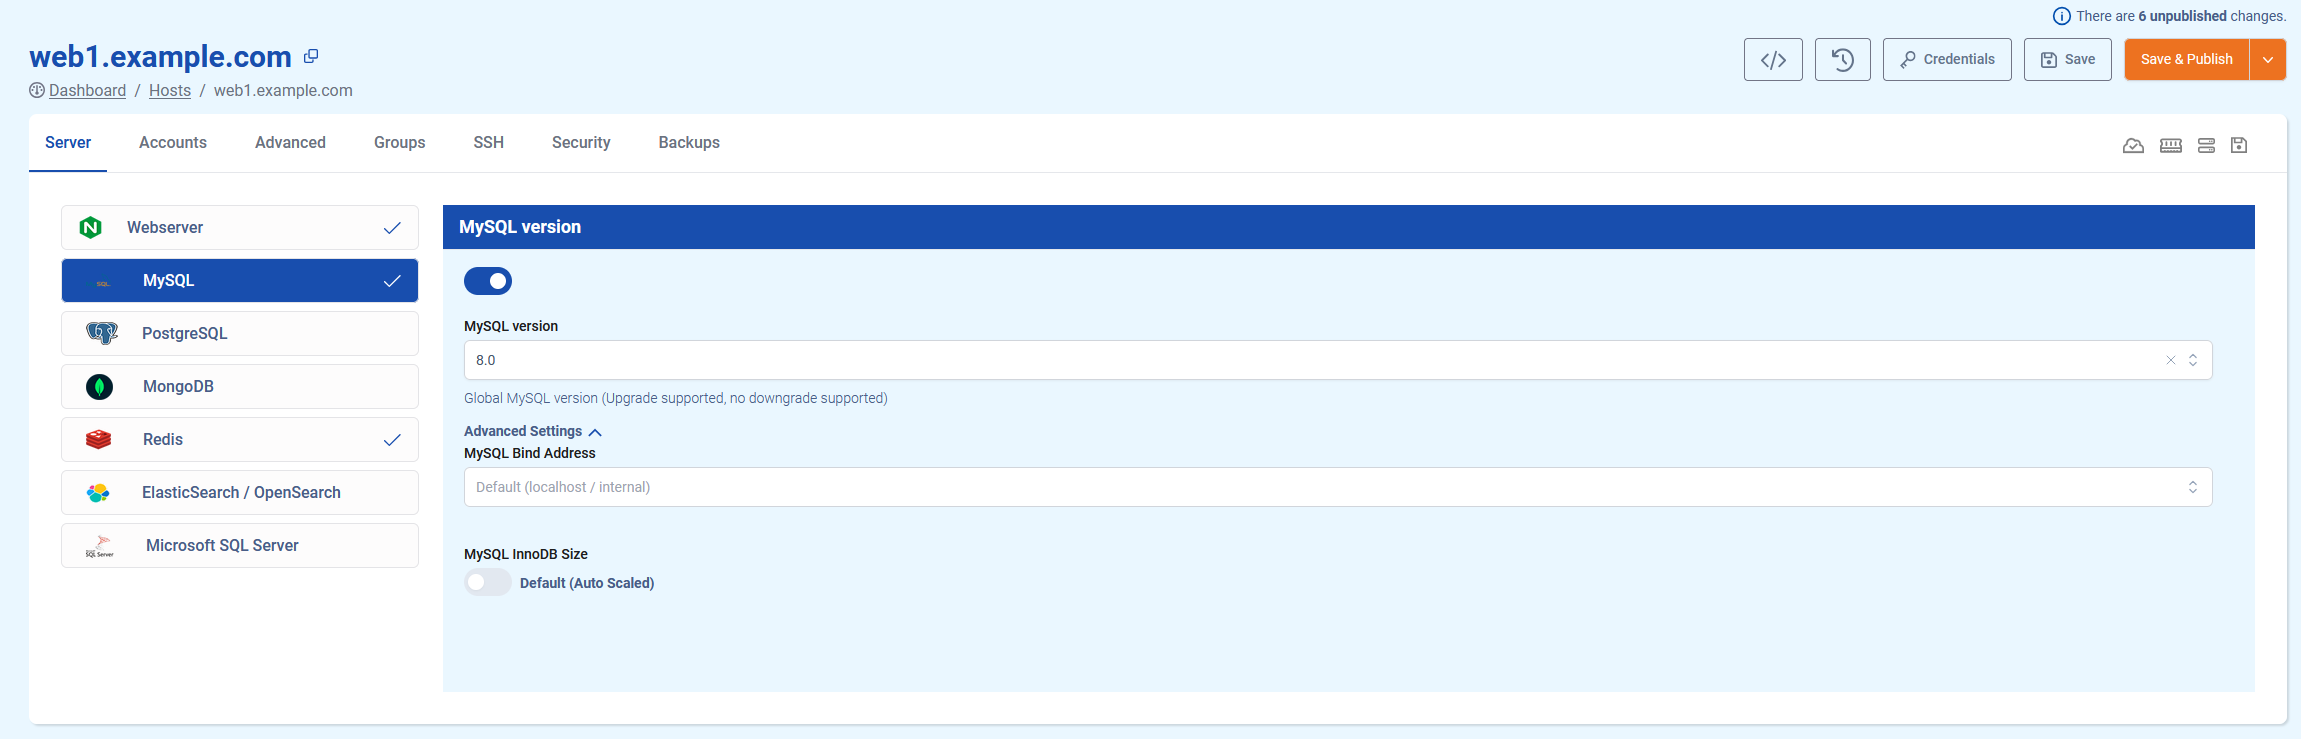 There are 6 unpublished changes.
web1.example.com
Dashboard / Hosts / web1.example.com
Credentials
Save
Save & Publish
Server Accounts Advanced Groups SSH Security Backups
Webserver
MySQL
PostgreSQL
MongoDB
Redis
ElasticSearch / OpenSearch
Microsoft SQL Server
MySQL version
MySQL version
8.0
Global MySQL version (Upgrade supported, no downgrade supported)
Advanced Settings
MySQL Bind Address
Default (localhost / internal)
MySQL InnoDB Size
Default (Auto Scaled)